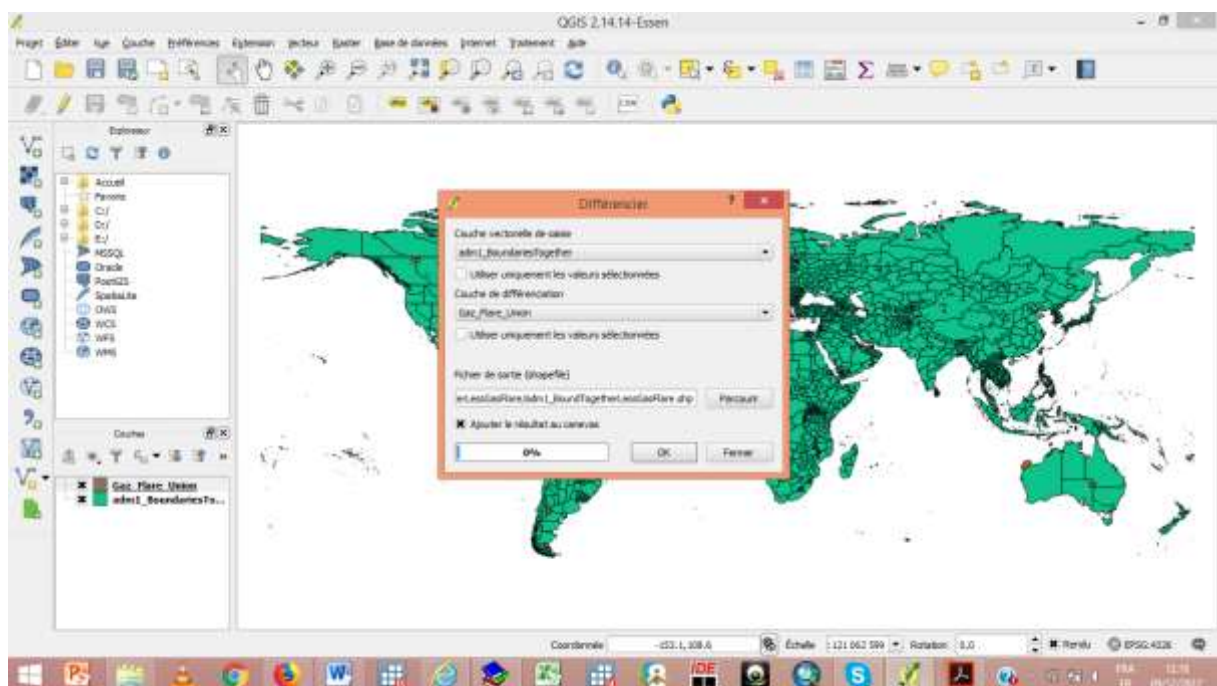 QGIS 2.14.14-Essen
Projet Éditer Vue Couche Préférences Extension Vecteur Raster Base de données Internet Traitement Aide
Explorateur
Accueil
Favoris
C:/
D:/
E:/
MSSQL
Oracle
PostGIS
SpatiaLite
OWS
WCS
WFS
WMS
Couches
Gaz_Flare_Union
adm1_BoundariesTo...
Différencier
?
Couche vectorielle de saisie
adm1_BoundariesTogether
Utiliser uniquement les valeurs sélectionnées
Couche de différenciation
Gaz_Flare_Union
Utiliser uniquement les valeurs sélectionnées
Fichier de sortie (shapefile)
Parcourir
Ajouter le résultat au canevas
0%
OK
Fermer
Coordonnée
Échelle
Rotation
0,0
Rendu
EPSG:4326
FRA